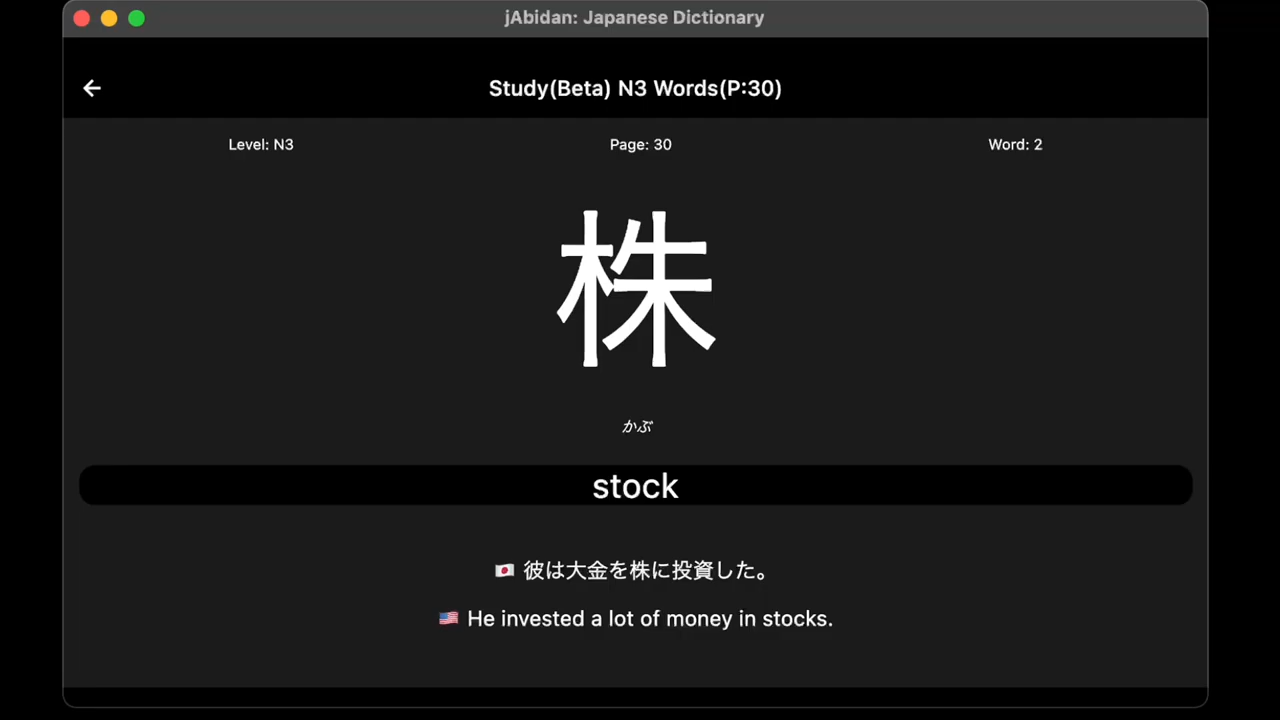 jAbidan: Japanese Dictionary
Study(Beta) N3 Words(P:30)
Level: N3 Page: 30 Word: 2
株
かぶ
stock
🇯🇵 彼は大金を株に投資した。
🇺🇸 He invested a lot of money in stocks.